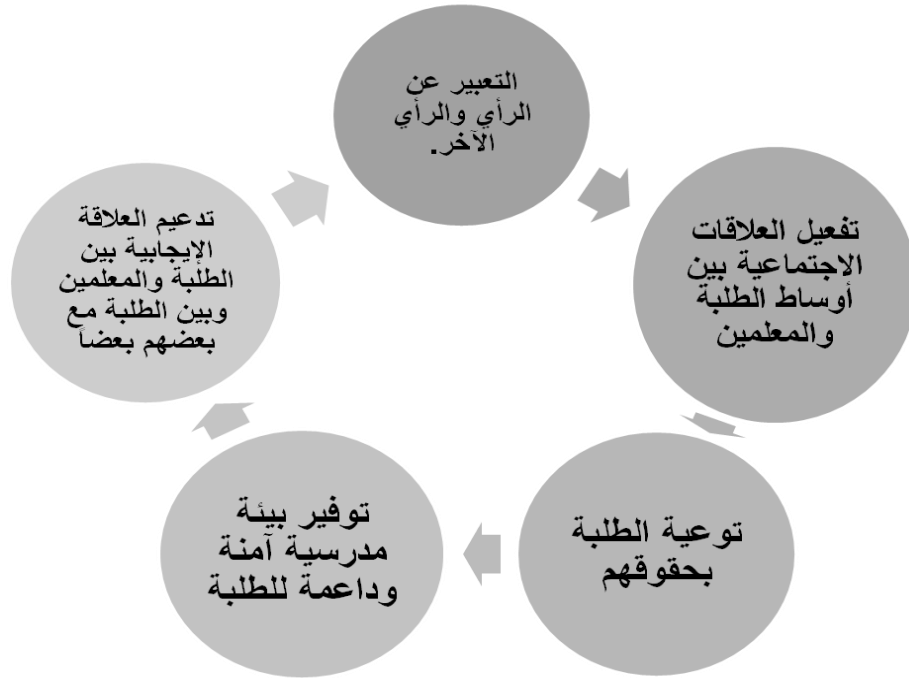 التعبير عن
الرأي والرأي
الآخر.
تفعيل العلاقات
الاجتماعية بين
أوساط الطلبة
والمعلمين
توعية الطلبة
بحقوقهم
توفير بيئة
مدرسية آمنة
وداعمة للطلبة
تدعيم العلاقة
الإيجابية بين
الطلبة والمعلمين
وبين الطلبة مع
بعضهم بعضاً